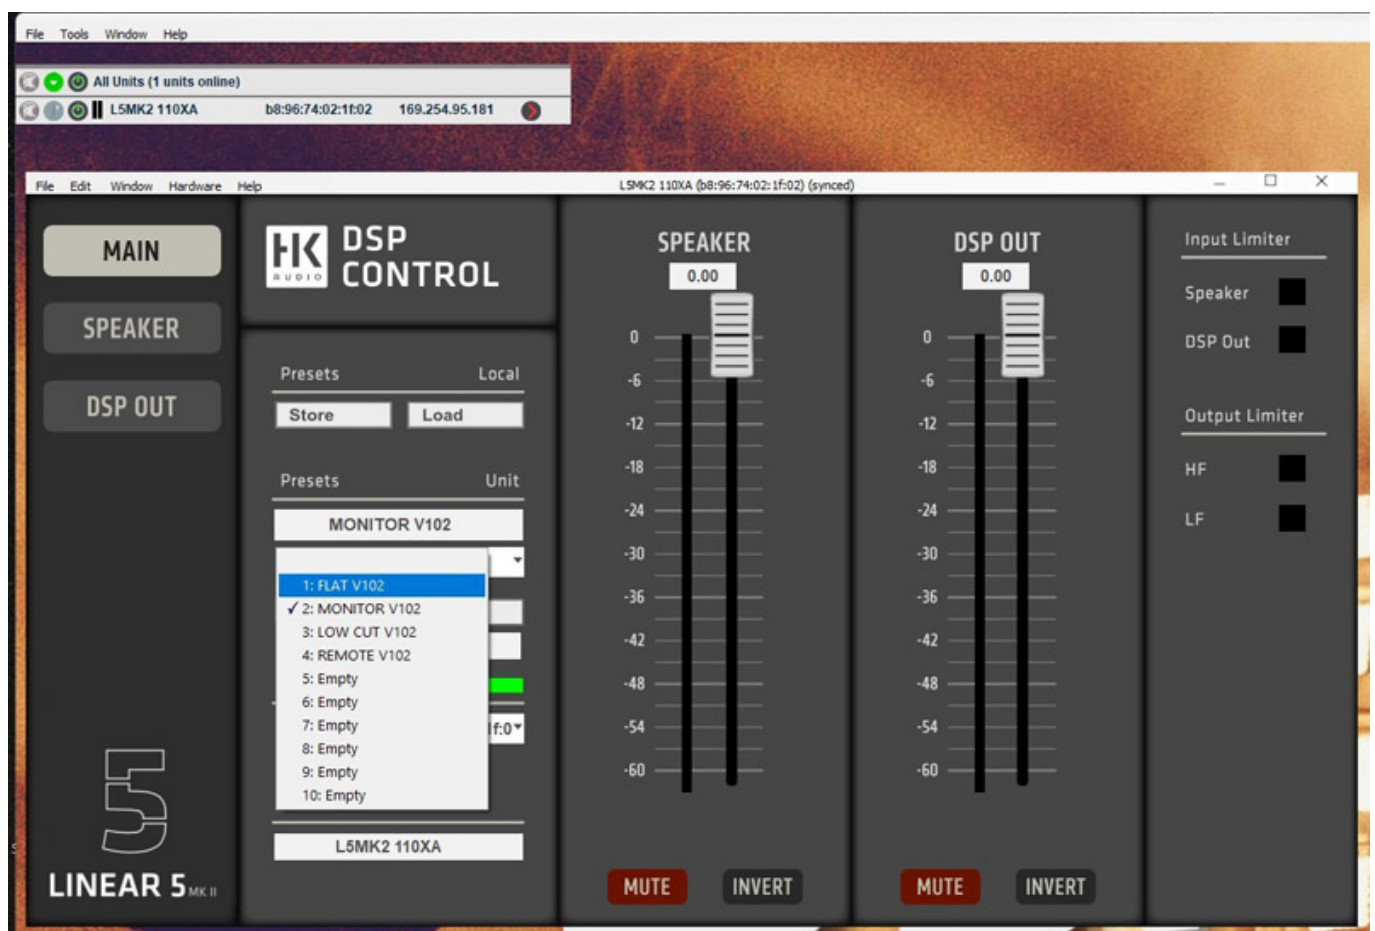 File Tools Window Help
All Units (1 units online)
L5MK2 110XA b8:96:74:02:1f:02 169.254.95.181
File Edit Window Hardware Help L5MK2 110XA (b8:96:74:02:1f:02) (synced)
MAIN
SPEAKER
DSP OUT
5
LINEAR 5 MK II
HK
AUDIO
DSP
CONTROL
Presets Local
Store Load
Presets Unit
MONITOR V102
1: FLAT V102
✓ 2: MONITOR V102
3: LOW CUT V102
4: REMOTE V102
5: Empty
6: Empty
7: Empty
8: Empty
9: Empty
10: Empty
L5MK2 110XA
SPEAKER
0.00
0
-6
-12
-18
-24
-30
-36
-42
-48
-54
-60
MUTE INVERT
DSP OUT
0.00
0
-6
-12
-18
-24
-30
-36
-42
-48
-54
-60
MUTE INVERT
Input Limiter
Speaker
DSP Out
Output Limiter
HF
LF